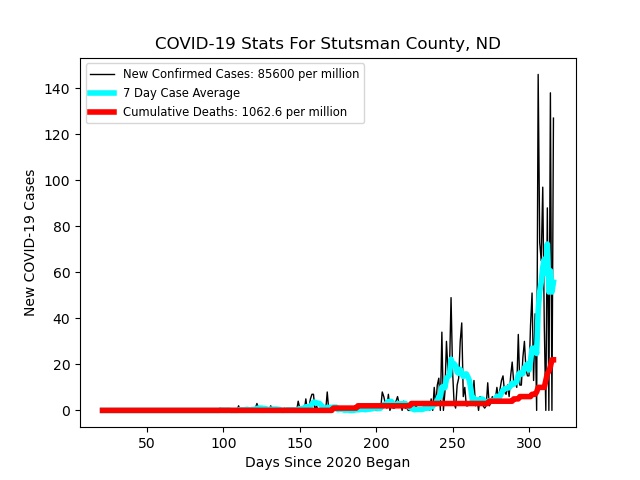 COVID-19 Stats For Stutsman County, ND
New Confirmed Cases: 85600 per million
7 Day Case Average
Cumulative Deaths: 1062.6 per million
New COVID-19 Cases
140
120
100
80
60
40
20
0
50 100 150 200 250 300
Days Since 2020 Began